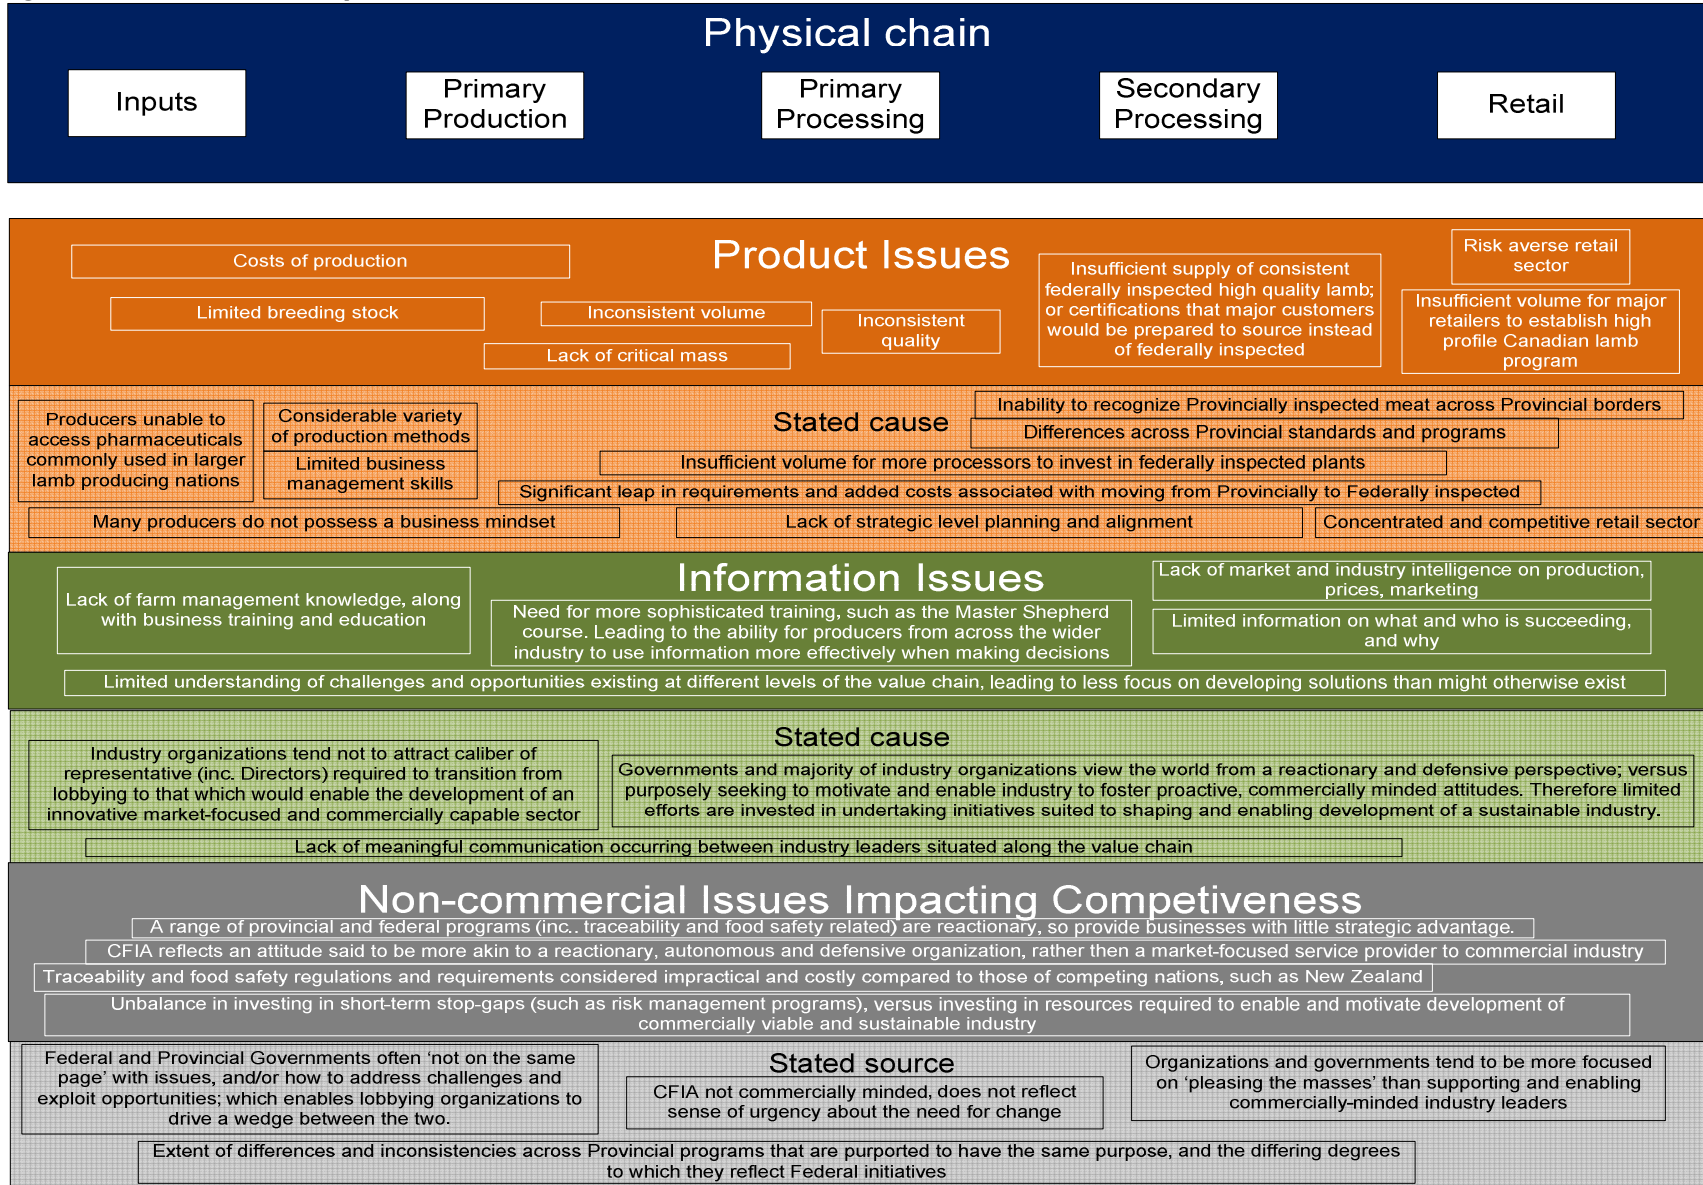 Physical chain
Inputs
Primary
Production
Primary
Processing
Secondary
Processing
Retail
Product Issues
Costs of production
Limited breeding stock
Inconsistent volume
Lack of critical mass
Inconsistent
quality
Insufficient supply of consistent
federally inspected high quality lamb;
or certifications that major customers
would be prepared to source instead
of federally inspected
Risk averse retail
sector
Insufficient volume for major
retailers to establish high
profile Canadian lamb
program
Stated cause
Producers unable to
access pharmaceuticals
commonly used in larger
lamb producing nations
Considerable variety
of production methods
Limited business
management skills
Inability to recognize Provincially inspected meat across Provincial borders
Differences across Provincial standards and programs
Insufficient volume for more processors to invest in federally inspected plants
Significant leap in requirements and added costs associated with moving from Provincially to Federally inspected
Many producers do not possess a business mindset
Lack of strategic level planning and alignment
Concentrated and competitive retail sector
Information Issues
Lack of farm management knowledge, along
with business training and education
Need for more sophisticated training, such as the Master Shepherd
course. Leading to the ability for producers from across the wider
industry to use information more effectively when making decisions
Lack of market and industry intelligence on production,
prices, marketing
Limited information on what and who is succeeding,
and why
Limited understanding of challenges and opportunities existing at different levels of the value chain, leading to less focus on developing solutions than might otherwise exist
Stated cause
Industry organizations tend not to attract caliber of
representative (inc. Directors) required to transition from
lobbying to that which would enable the development of an
innovative market-focused and commercially capable sector
Governments and majority of industry organizations view the world from a reactionary and defensive perspective; versus
purposely seeking to motivate and enable industry to foster proactive, commercially minded attitudes. Therefore limited
efforts are invested in undertaking initiatives suited to shaping and enabling development of a sustainable industry.
Lack of meaningful communication occurring between industry leaders situated along the value chain
Non-commercial Issues Impacting Competiveness
A range of provincial and federal programs (inc.. traceability and food safety related) are reactionary, so provide businesses with little strategic advantage.
CFIA reflects an attitude said to be more akin to a reactionary, autonomous and defensive organization, rather then a market-focused service provider to commercial industry
Traceability and food safety regulations and requirements considered impractical and costly compared to those of competing nations, such as New Zealand
Unbalance in investing in short-term stop-gaps (such as risk management programs), versus investing in resources required to enable and motivate development of
commercially viable and sustainable industry
Stated source
Federal and Provincial Governments often 'not on the same
page' with issues, and/or how to address challenges and
exploit opportunities; which enables lobbying organizations to
drive a wedge between the two.
CFIA not commercially minded, does not reflect
sense of urgency about the need for change
Organizations and governments tend to be more focused
on 'pleasing the masses' than supporting and enabling
commercially-minded industry leaders
Extent of differences and inconsistencies across Provincial programs that are purported to have the same purpose, and the differing degrees
to which they reflect Federal initiatives